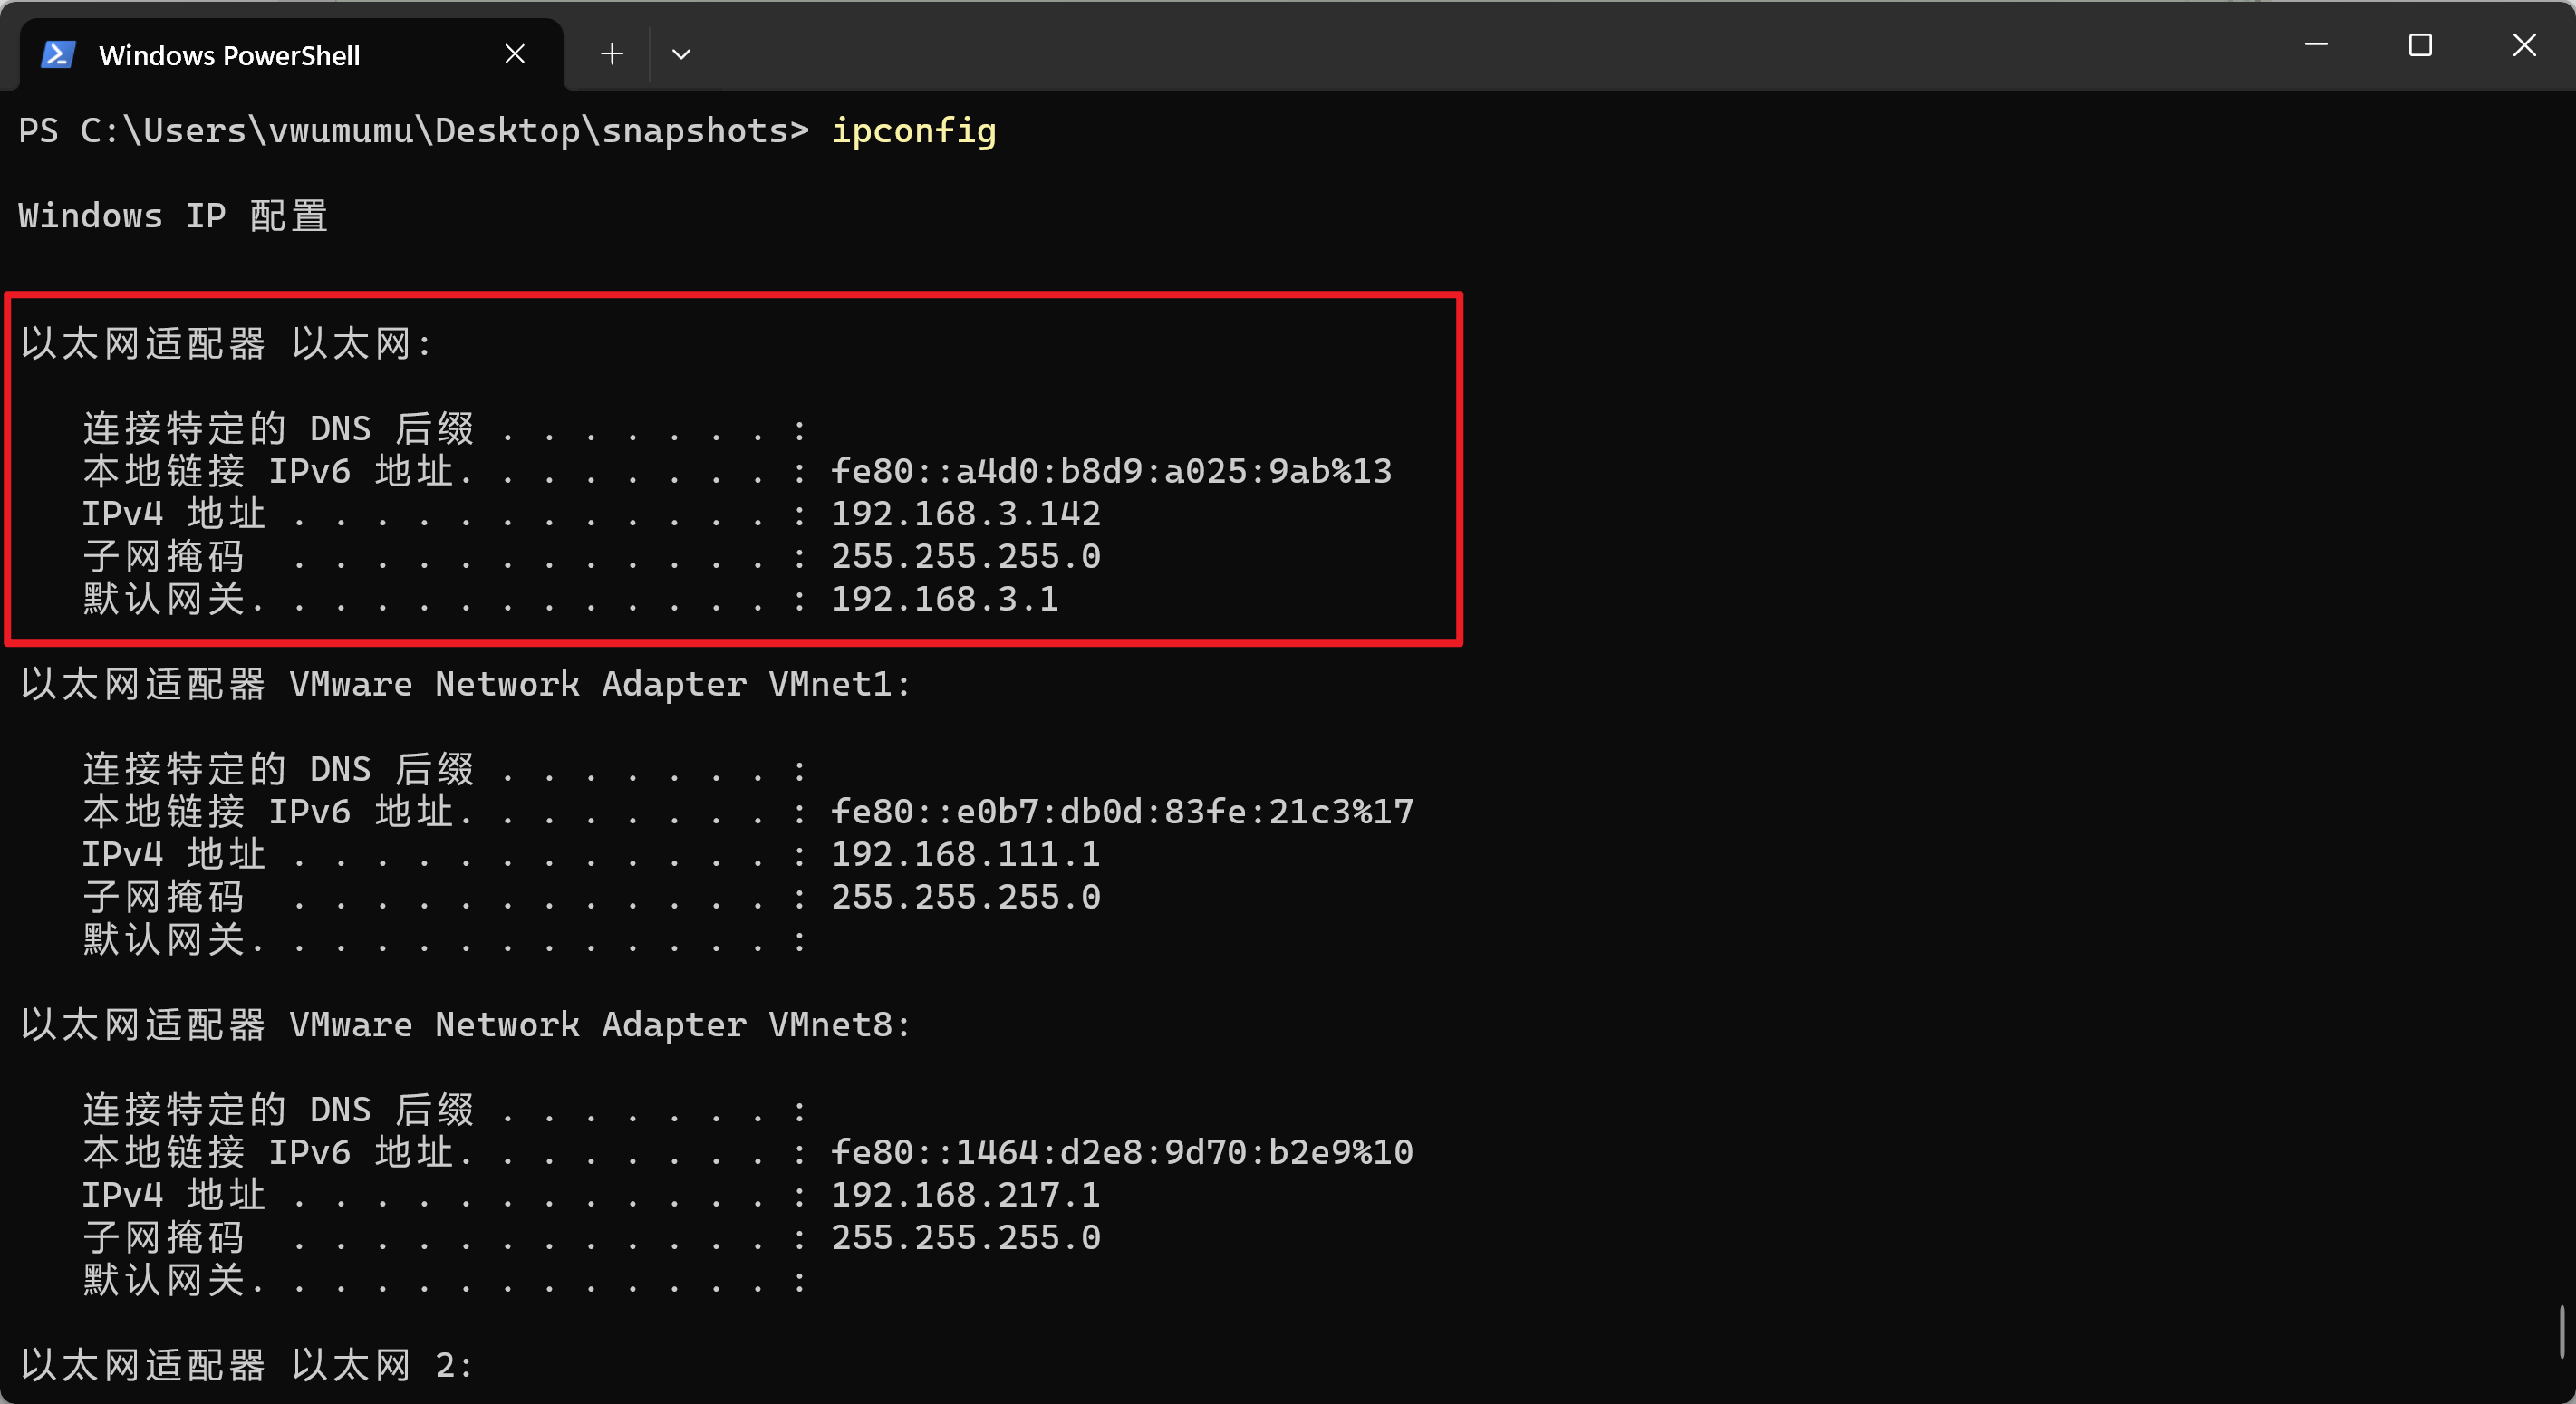 Windows PowerShell
PS C:\Users\vwumumu\Desktop\snapshots> ipconfig
Windows IP 配置
以太网适配器 以太网:
连接特定的 DNS 后缀 . . . . . . . :
本地链接 IPv6 地址. . . . . . . . : fe80::a4d0:b8d9:a025:9ab%13
IPv4 地址 . . . . . . . . . . . . : 192.168.3.142
子网掩码  . . . . . . . . . . . . : 255.255.255.0
默认网关. . . . . . . . . . . . . : 192.168.3.1
以太网适配器 VMware Network Adapter VMnet1:
连接特定的 DNS 后缀 . . . . . . . :
本地链接 IPv6 地址. . . . . . . . : fe80::e0b7:db0d:83fe:21c3%17
IPv4 地址 . . . . . . . . . . . . : 192.168.111.1
子网掩码  . . . . . . . . . . . . : 255.255.255.0
默认网关. . . . . . . . . . . . . :
以太网适配器 VMware Network Adapter VMnet8:
连接特定的 DNS 后缀 . . . . . . . :
本地链接 IPv6 地址. . . . . . . . : fe80::1464:d2e8:9d70:b2e9%10
IPv4 地址 . . . . . . . . . . . . : 192.168.217.1
子网掩码  . . . . . . . . . . . . : 255.255.255.0
默认网关. . . . . . . . . . . . . :
以太网适配器 以太网 2: